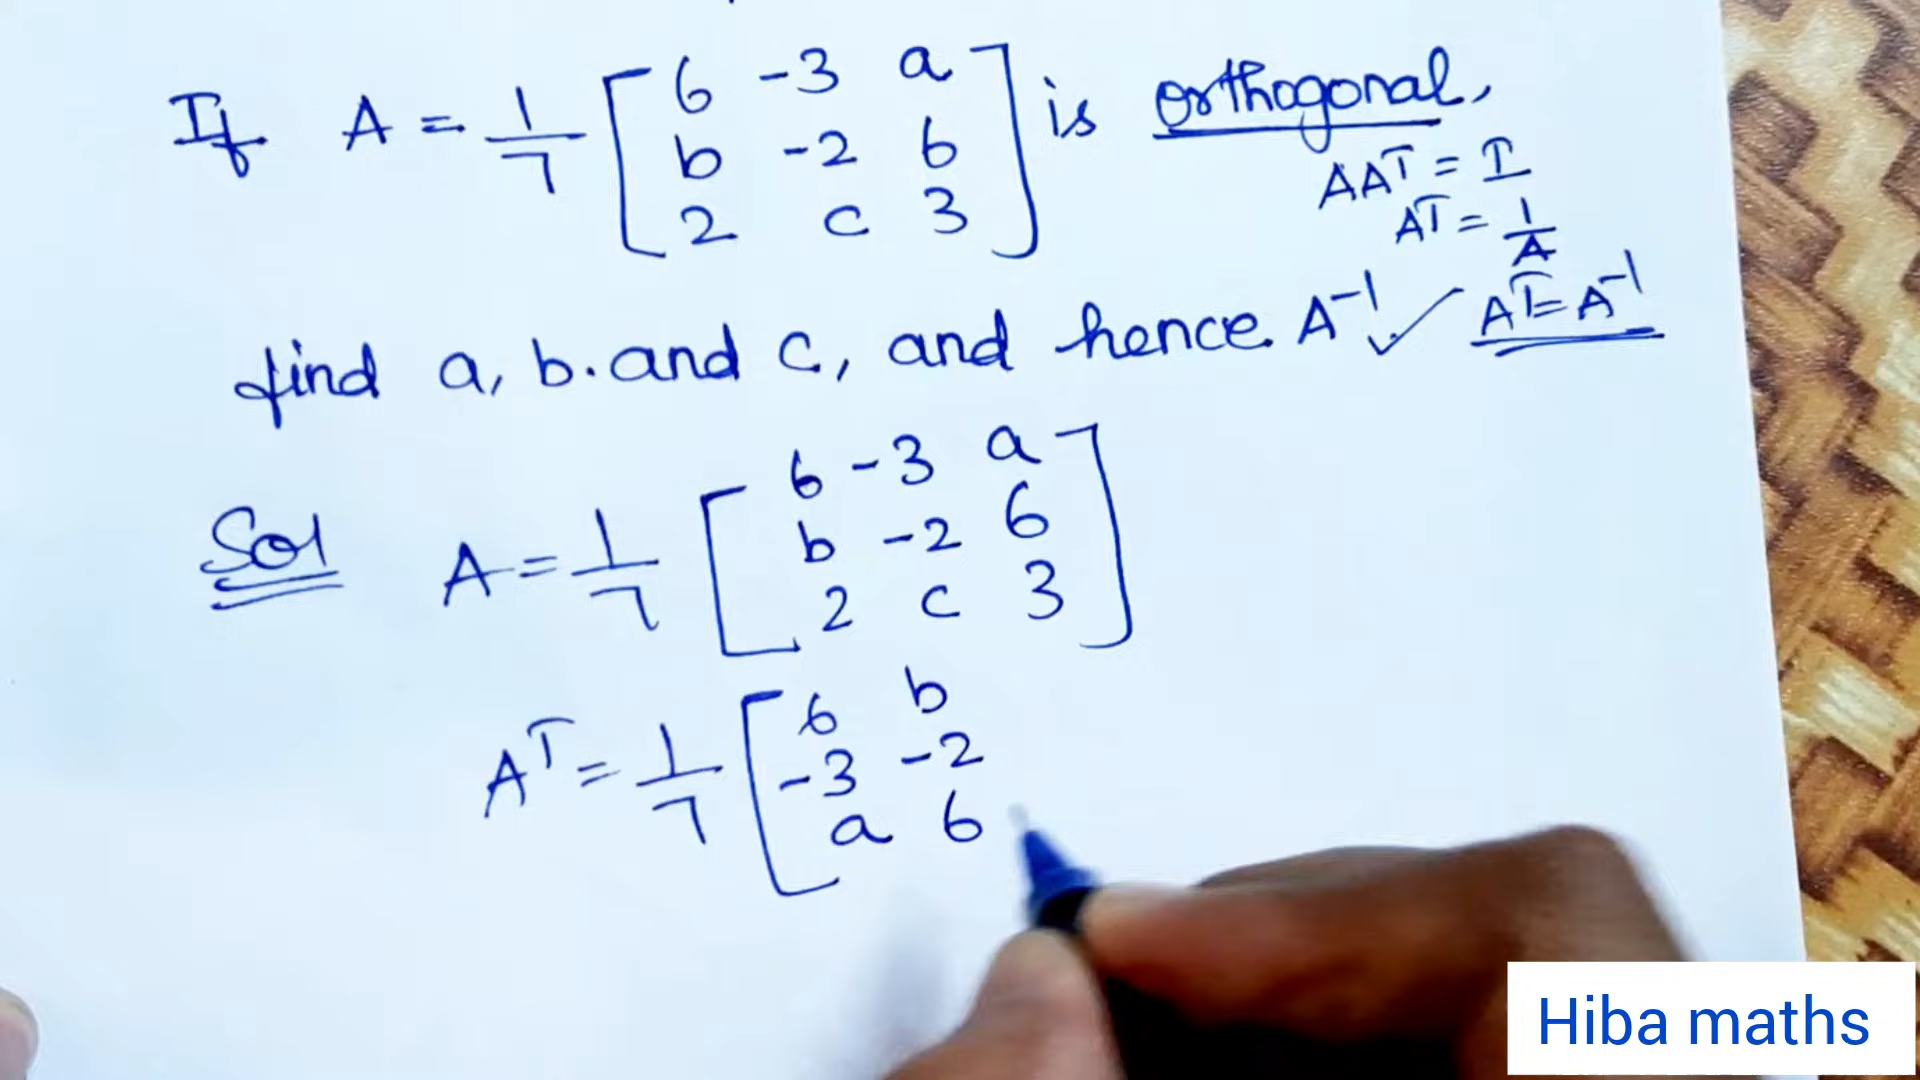 If A = 1/7 [6 -3 a
b -2 6
2 c 3] is orthogonal,
AAᵀ = I
Aᵀ = 1/A
find a, b. and c, and hence. A⁻¹ ✓ Aᵀ = A⁻¹
Sol A = 1/7 [6 -3 a
b -2 6
2 c 3]
Aᵀ = 1/7 [6 b
-3 -2
a 6
Hiba maths